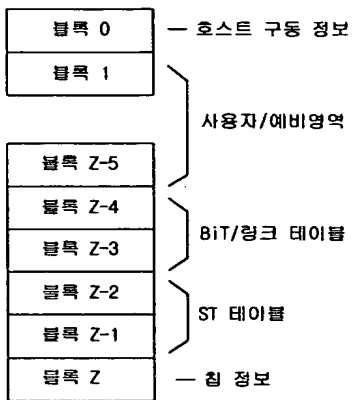 블록 0 — 호스트 구동 정보
블록 1
사용자/예비영역
블록 Z-5
블록 Z-4
BiT/링크 테이블
블록 Z-3
블록 Z-2
ST 테이블
블록 Z-1
블록 Z — 칩 정보